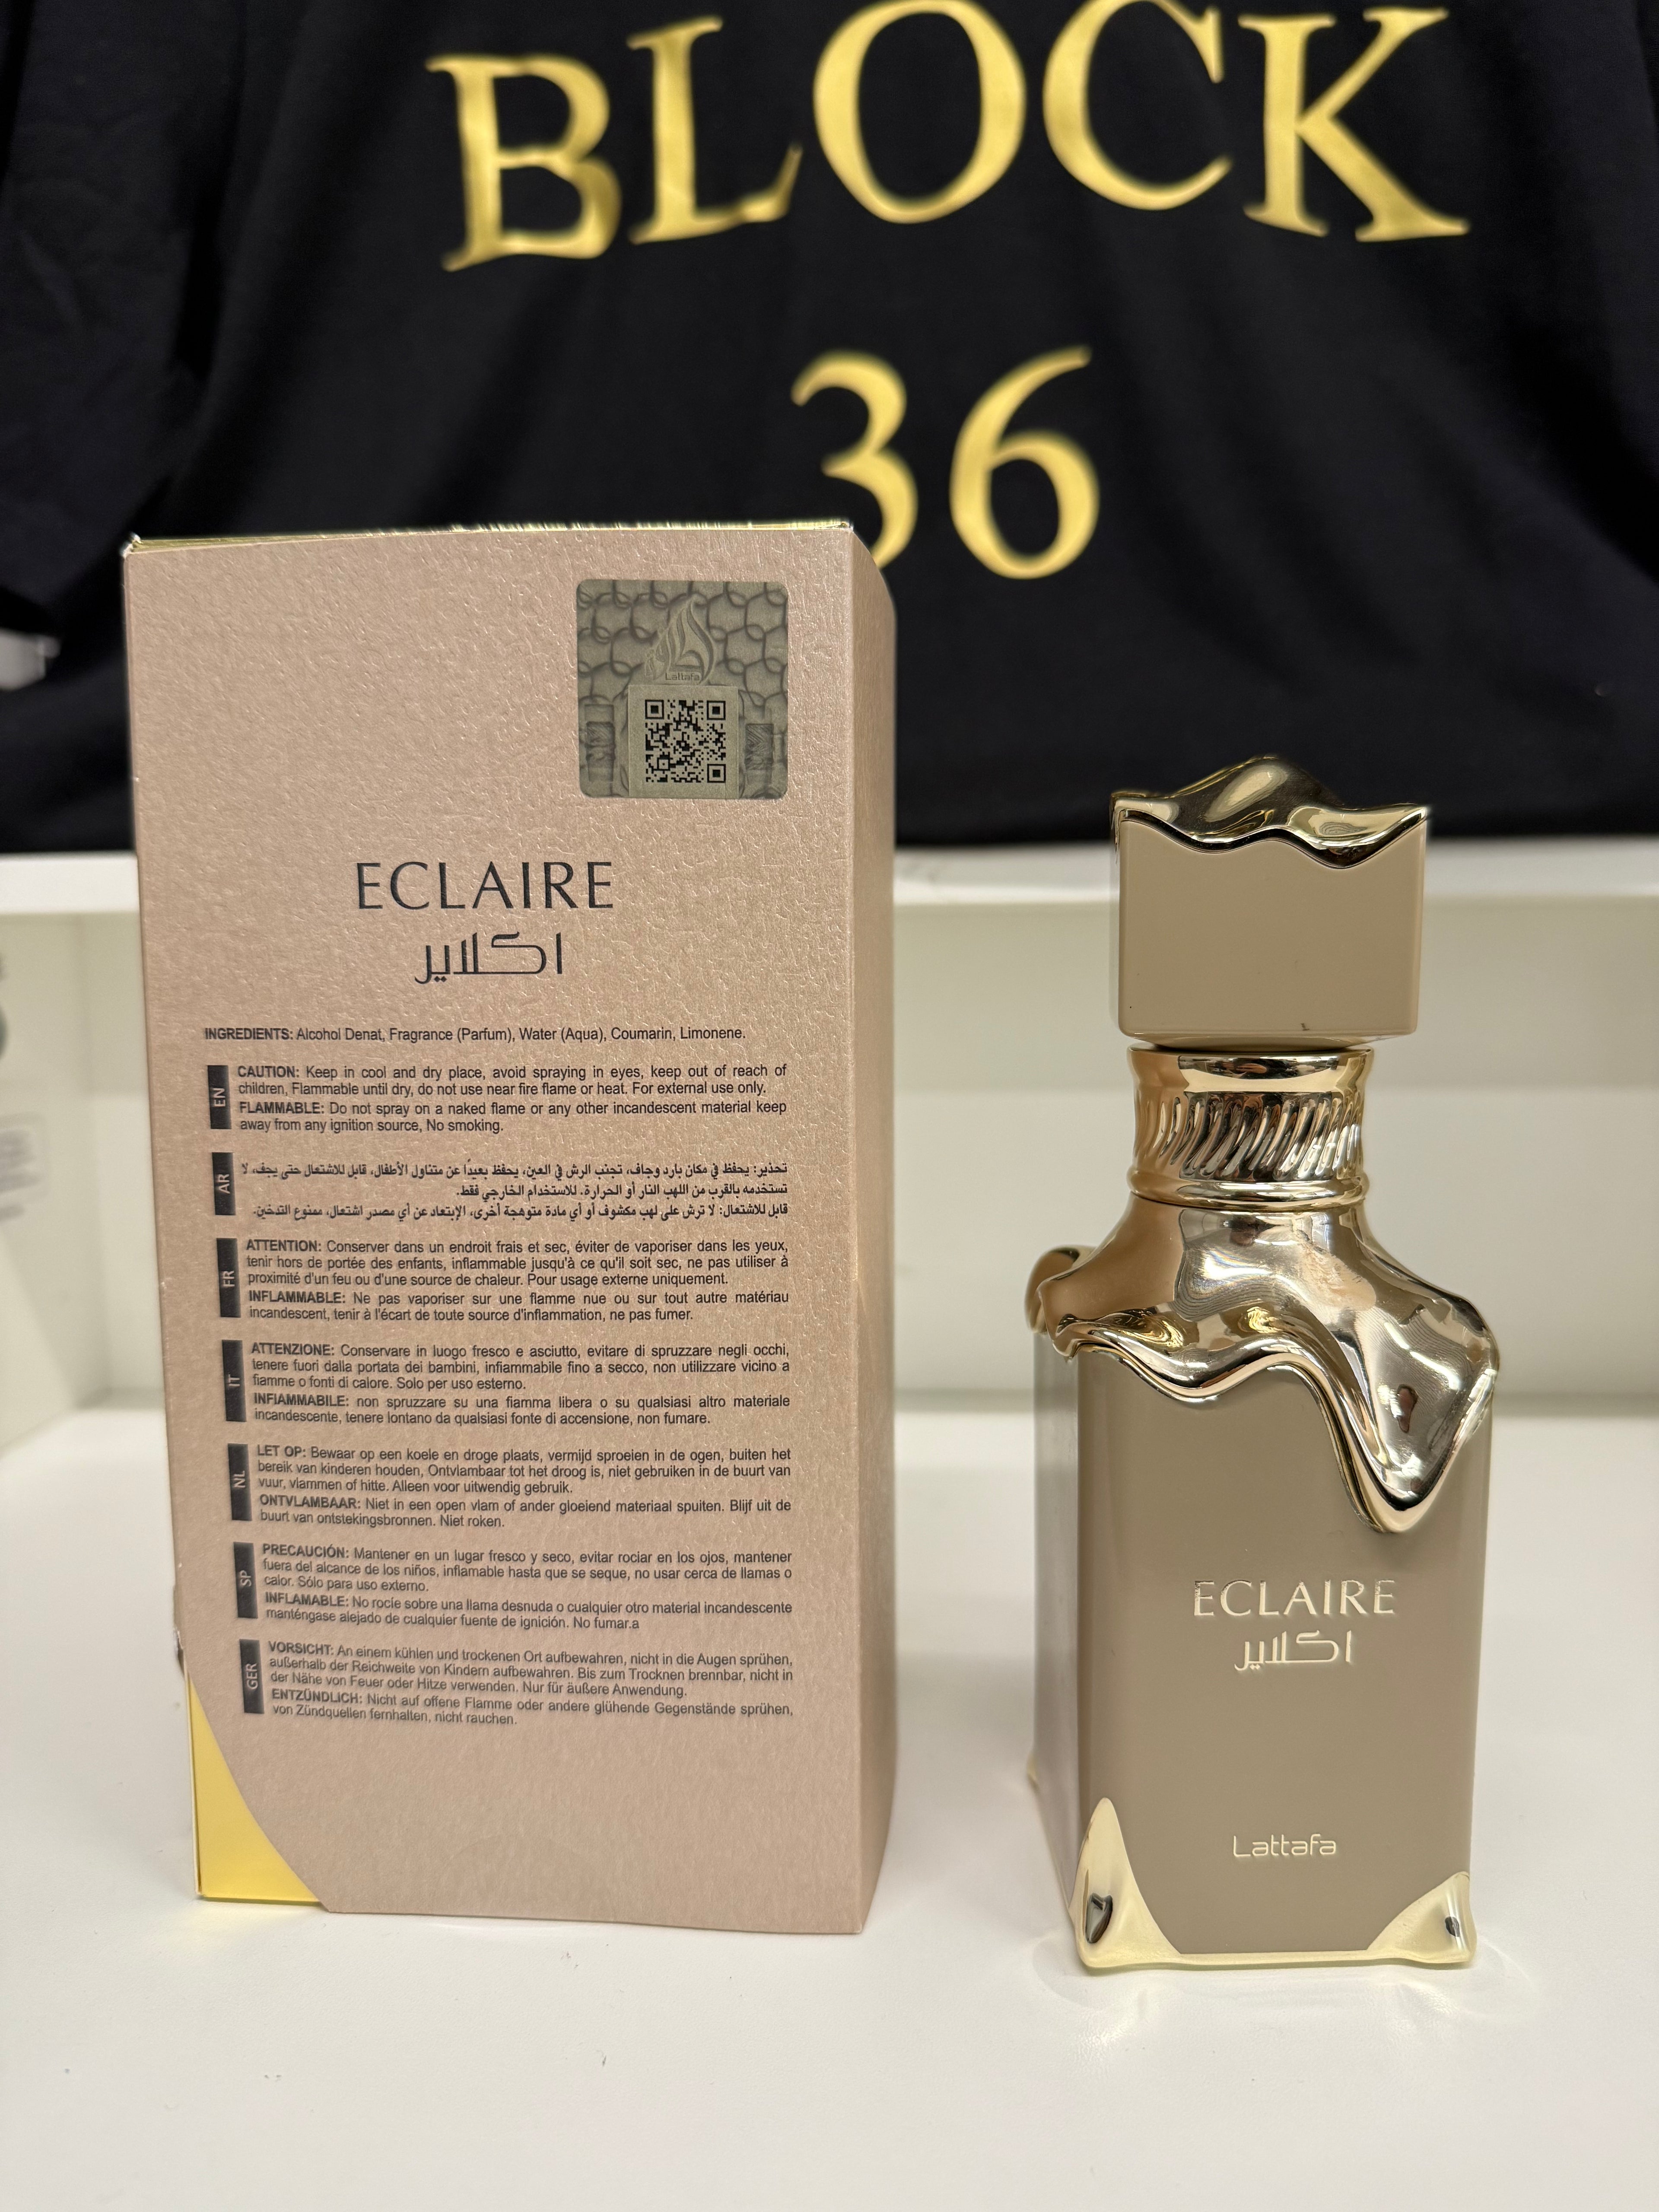 BLOCK
36
Lattafa
ECLAIRE
اكلاير
INGREDIENTS: Alcohol Denat, Fragrance (Parfum), Water (Aqua), Coumarin, Limonene.
EN
CAUTION: Keep in cool and dry place, avoid spraying in eyes, keep out of reach of
children, Flammable until dry, do not use near fire flame or heat. For external use only.
FLAMMABLE: Do not spray on a naked flame or any other incandescent material keep
away from any ignition source, No smoking.
AR
تحذير: يحفظ في مكان بارد وجاف، تجنب الرش في العين، يحفظ بعيداً عن متناول الأطفال، قابل للاشتعال حتى يجف، لا
تستخدمه بالقرب من اللهب النار أو الحرارة. للاستخدام الخارجي فقط.
قابل للاشتعال: لا ترش على لهب مكشوف أو أي مادة متوهجة أخرى، الإبتعاد عن أي مصدر اشتعال، ممنوع التدخين.
FR
ATTENTION: Conserver dans un endroit frais et sec, éviter de vaporiser dans les yeux,
tenir hors de portée des enfants, inflammable jusqu'à ce qu'il soit sec, ne pas utiliser à
proximité d'un feu ou d'une source de chaleur. Pour usage externe uniquement.
INFLAMMABLE: Ne pas vaporiser sur une flamme nue ou sur tout autre matériau
incandescent, tenir à l'écart de toute source d'inflammation, ne pas fumer.
IT
ATTENZIONE: Conservare in luogo fresco e asciutto, evitare di spruzzare negli occhi,
tenere fuori dalla portata dei bambini, infiammabile fino a secco, non utilizzare vicino a
fiamme o fonti di calore. Solo per uso esterno.
INFIAMMABILE: non spruzzare su una fiamma libera o su qualsiasi altro materiale
incandescente, tenere lontano da qualsiasi fonte di accensione, non fumare.
NL
LET OP: Bewaar op een koele en droge plaats, vermijd sproeien in de ogen, buiten het
bereik van kinderen houden, Ontvlambaar tot het droog is, niet gebruiken in de buurt van
vuur, vlammen of hitte. Alleen voor uitwendig gebruik.
ONTVLAMBAAR: Niet in een open vlam of ander gloeiend materiaal spuiten. Blijf uit de
buurt van ontstekingsbronnen. Niet roken.
SP
PRECAUCIÓN: Mantener en un lugar fresco y seco, evitar rociar en los ojos, mantener
fuera del alcance de los niños, inflamable hasta que se seque, no usar cerca de llamas o
calor. Sólo para uso externo.
INFLAMABLE: No rocíe sobre una llama desnuda o cualquier otro material incandescente
manténgase alejado de cualquier fuente de ignición. No fumar.a
GER
VORSICHT: An einem kühlen und trockenen Ort aufbewahren, nicht in die Augen sprühen,
außerhalb der Reichweite von Kindern aufbewahren. Bis zum Trocknen brennbar, nicht in
der Nähe von Feuer oder Hitze verwenden. Nur für äußere Anwendung.
ENTZÜNDLICH: Nicht auf offene Flamme oder andere glühende Gegenstände sprühen,
von Zündquellen fernhalten, nicht rauchen.
ECLAIRE
اكلاير
Lattafa